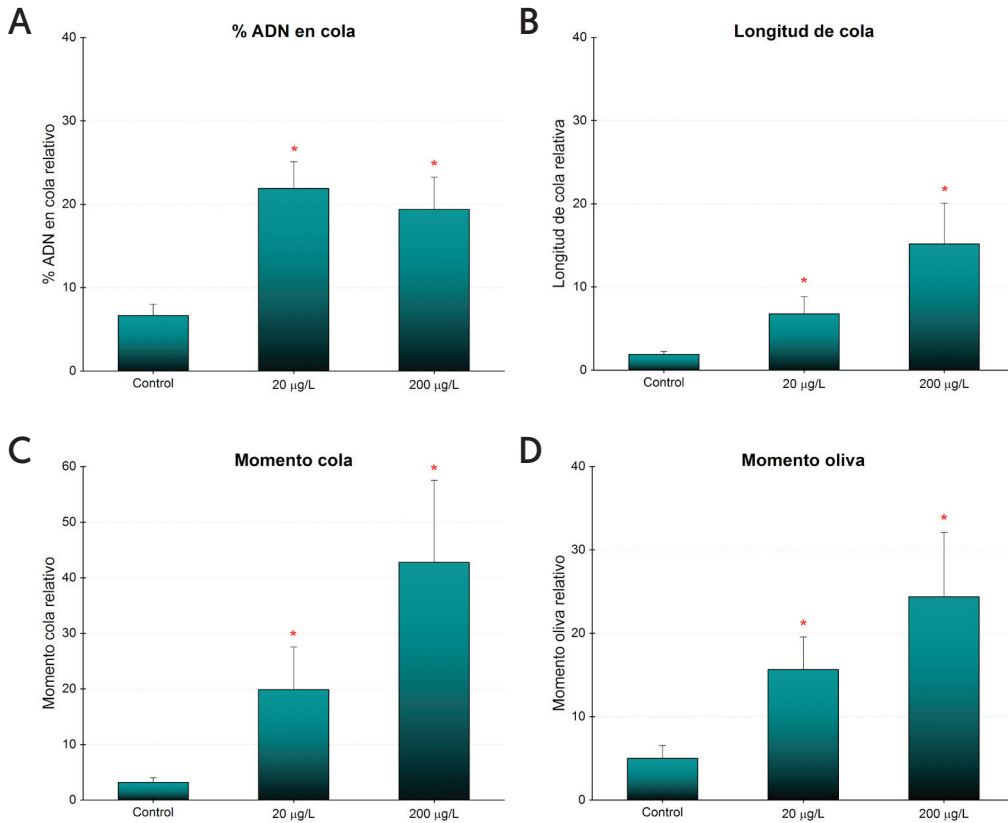 A
% ADN en cola
% ADN en cola relativo
40
30
20
10
0
*
*
Control
20 µg/L
200 µg/L
B
Longitud de cola
Longitud de cola relativa
40
30
20
10
0
*
*
Control
20 µg/L
200 µg/L
C
Momento cola
Momento cola relativo
60
50
40
30
20
10
0
*
*
Control
20 µg/L
200 µg/L
D
Momento oliva
Momento oliva relativo
40
30
20
10
0
*
*
Control
20 µg/L
200 µg/L